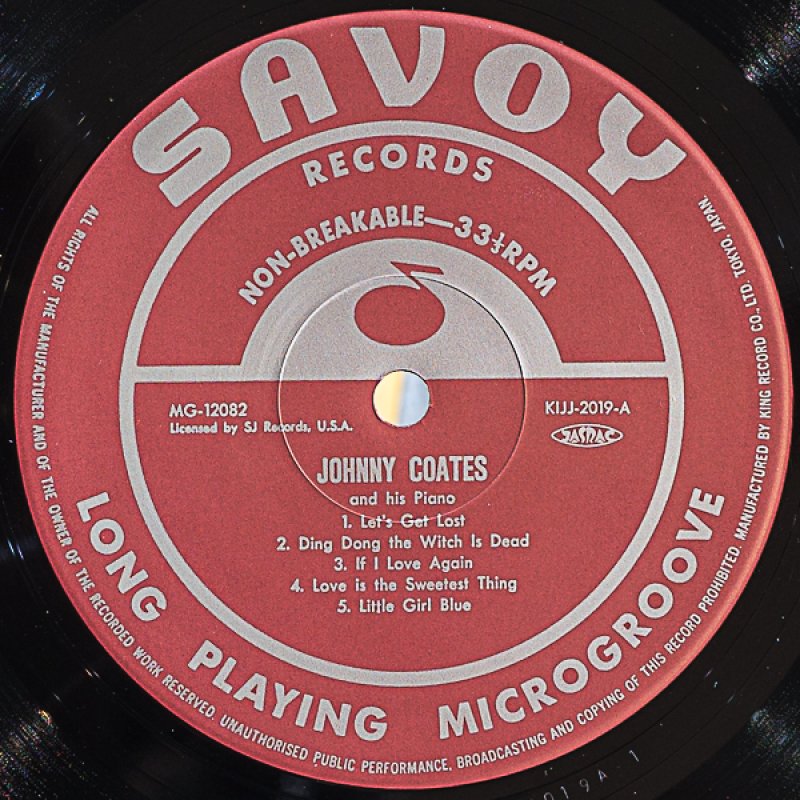 SAVOY
RECORDS
NON-BREAKABLE—33⅓RPM
MG-12082
Licensed by SJ Records, U.S.A.
KIJJ-2019-A
JASRAC
JOHNNY COATES
and his Piano
1. Let's Get Lost
2. Ding Dong the Witch Is Dead
3. If I Love Again
4. Love is the Sweetest Thing
5. Little Girl Blue
LONG PLAYING MICROGROOVE
ALL RIGHTS OF THE MANUFACTURER AND OF THE OWNER OF THE RECORDED WORK RESERVED. UNAUTHORISED PUBLIC PERFORMANCE, BROADCASTING AND COPYING OF THIS RECORD PROHIBITED. MANUFACTURED BY KING RECORD CO., LTD. TOKYO, JAPAN.